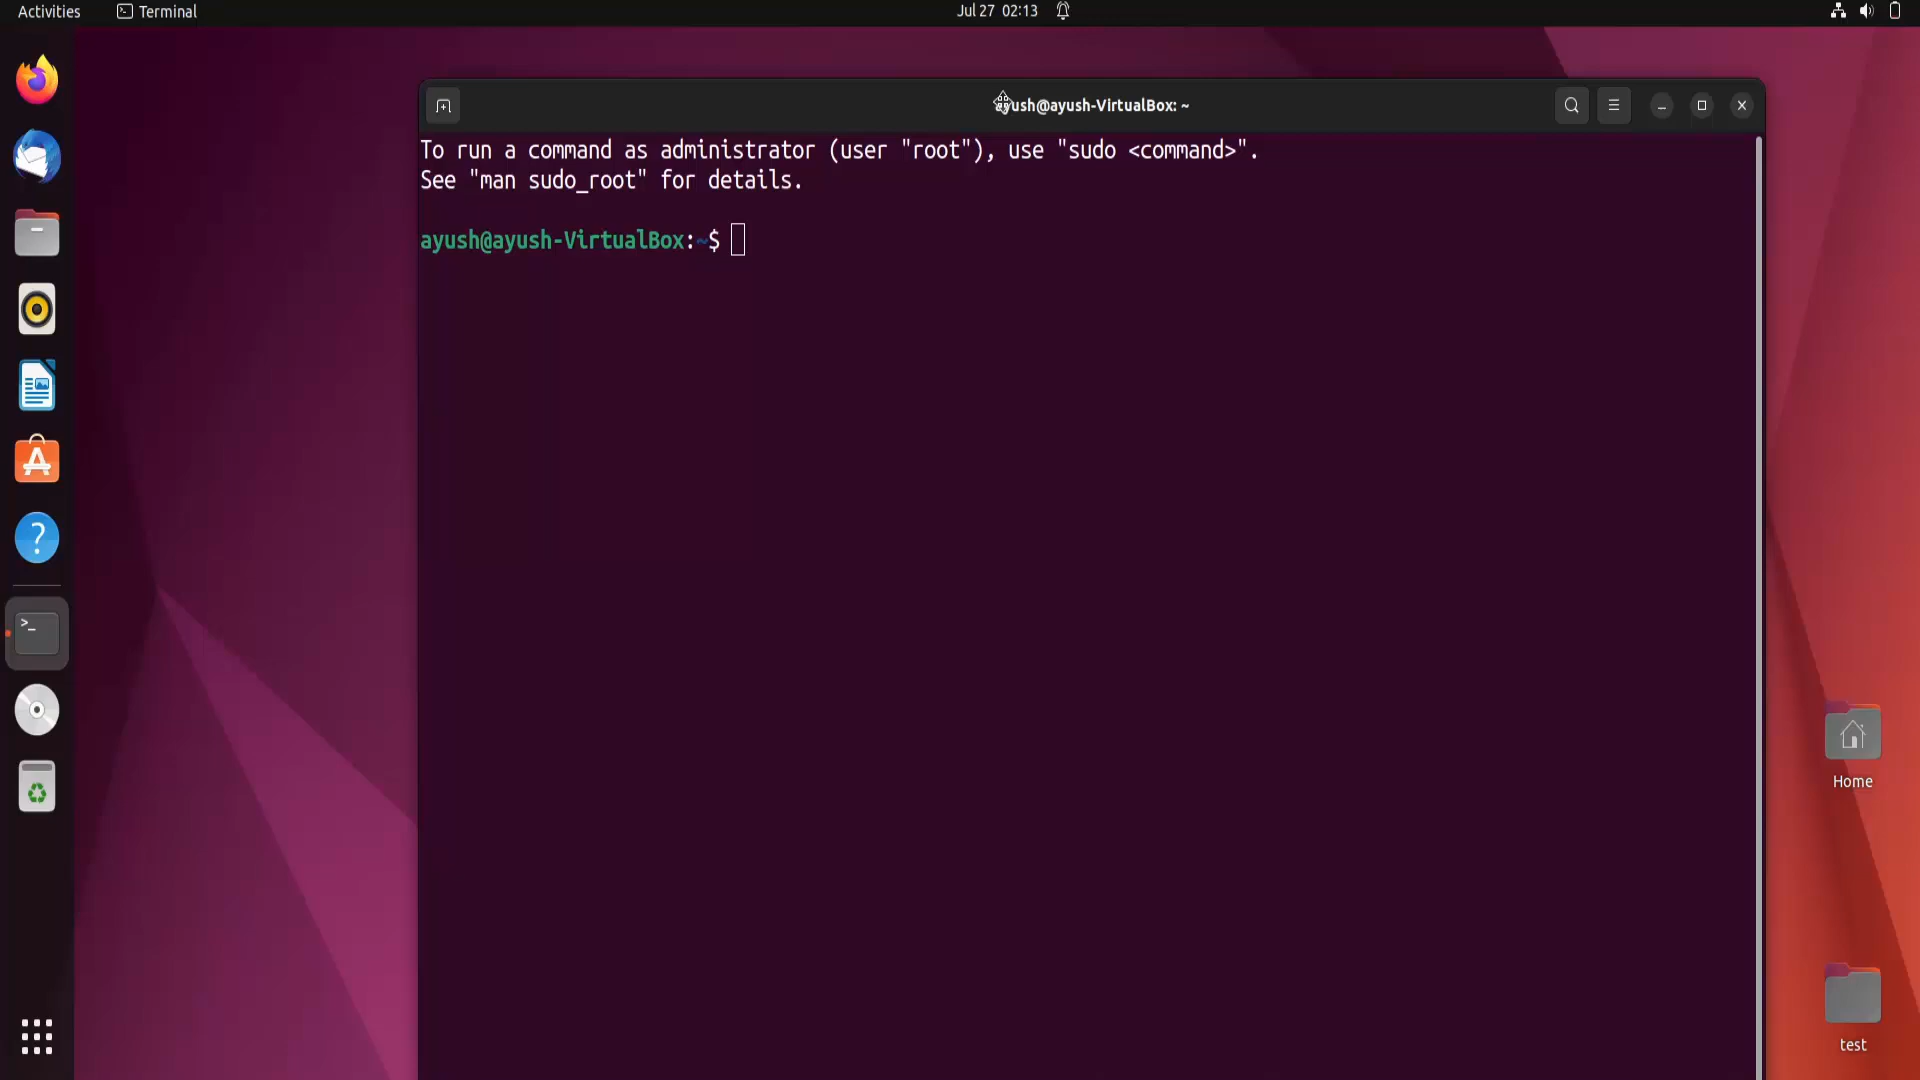 Activities
Terminal
Jul 27 02:13
ayush@ayush-VirtualBox: ~
To run a command as administrator (user "root"), use "sudo <command>".
See "man sudo_root" for details.
ayush@ayush-VirtualBox:~$
Home
test